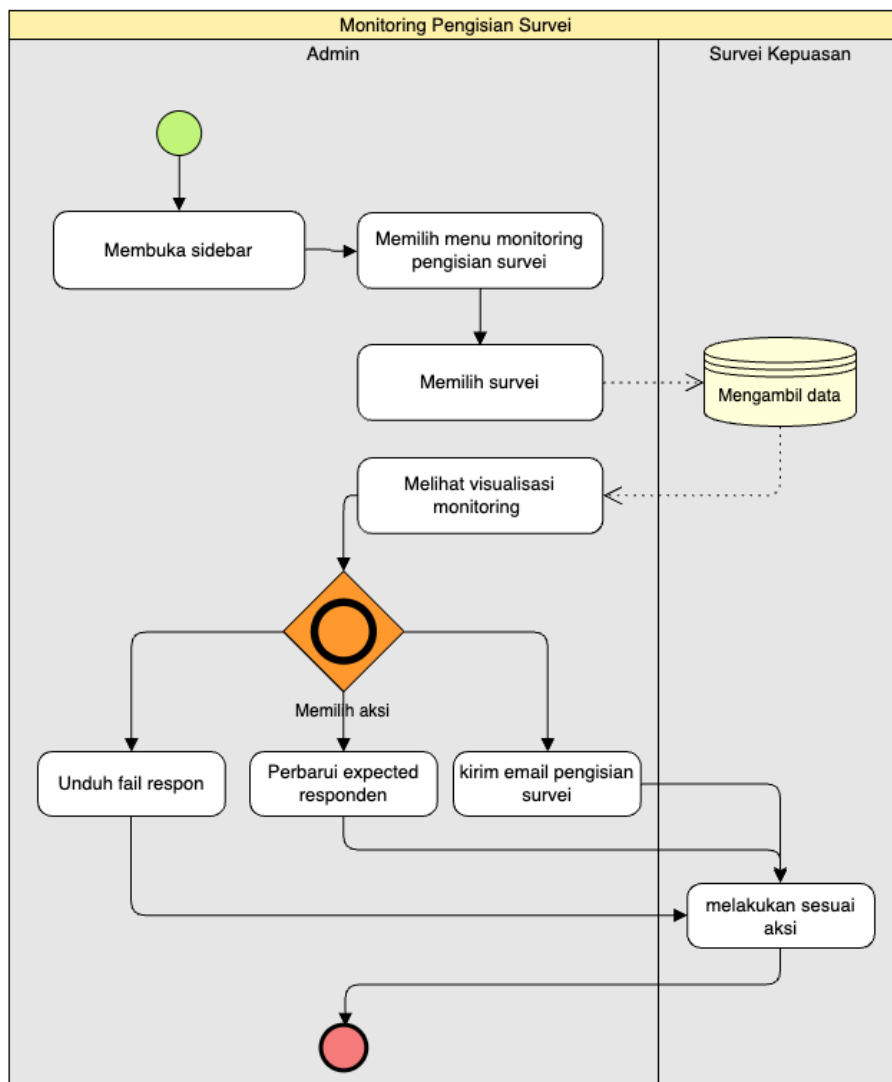 Monitoring Pengisian Survei
Admin
Survei Kepuasan
Membuka sidebar
Memilih menu monitoring
pengisian survei
Memilih survei
Mengambil data
Melihat visualisasi
monitoring
Memilih aksi
Unduh fail respon
Perbarui expected
responden
kirim email pengisian
survei
melakukan sesuai
aksi